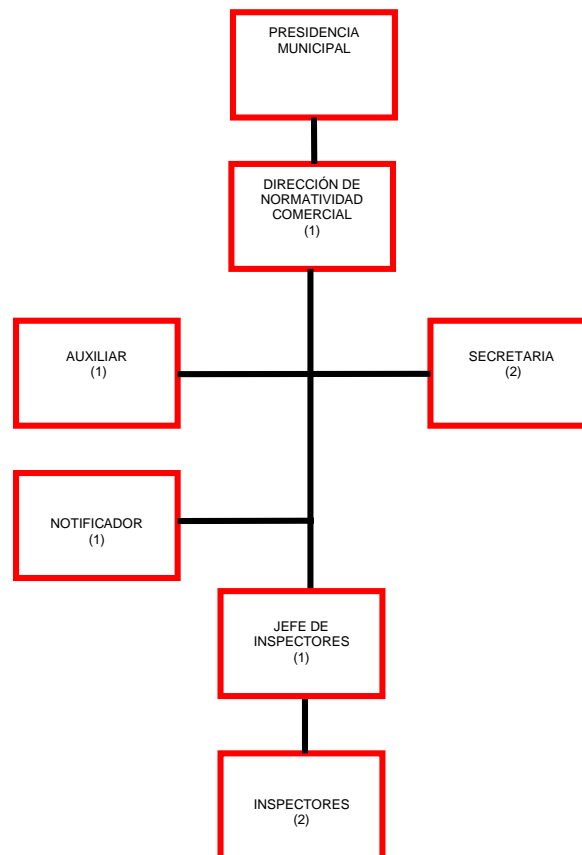 PRESIDENCIA
MUNICIPAL
DIRECCIÓN DE
NORMATIVIDAD
COMERCIAL
(1)
AUXILIAR
(1)
SECRETARIA
(2)
NOTIFICADOR
(1)
JEFE DE
INSPECTORES
(1)
INSPECTORES
(2)